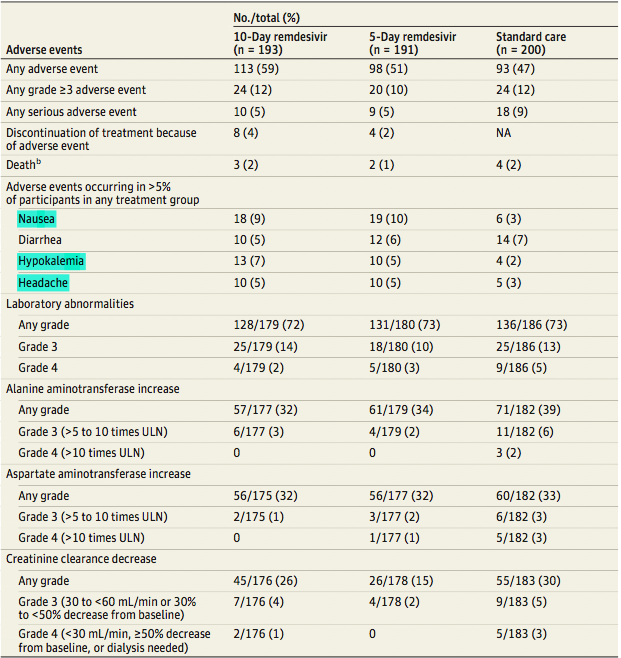 No./total (%)
Adverse events 10-Day remdesivir (n = 193) 5-Day remdesivir (n = 191) Standard care (n = 200)
Any adverse event 113 (59) 98 (51) 93 (47)
Any grade ≥3 adverse event 24 (12) 20 (10) 24 (12)
Any serious adverse event 10 (5) 9 (5) 18 (9)
Discontinuation of treatment because 8 (4) 4 (2) NA
of adverse event
Deathb 3 (2) 2 (1) 4 (2)
Adverse events occurring in >5%
of participants in any treatment group
Nausea 18 (9) 19 (10) 6 (3)
Diarrhea 10 (5) 12 (6) 14 (7)
Hypokalemia 13 (7) 10 (5) 4 (2)
Headache 10 (5) 10 (5) 5 (3)
Laboratory abnormalities
Any grade 128/179 (72) 131/180 (73) 136/186 (73)
Grade 3 25/179 (14) 18/180 (10) 25/186 (13)
Grade 4 4/179 (2) 5/180 (3) 9/186 (5)
Alanine aminotransferase increase
Any grade 57/177 (32) 61/179 (34) 71/182 (39)
Grade 3 (>5 to 10 times ULN) 6/177 (3) 4/179 (2) 11/182 (6)
Grade 4 (>10 times ULN) 0 0 3 (2)
Aspartate aminotransferase increase
Any grade 56/175 (32) 56/177 (32) 60/182 (33)
Grade 3 (>5 to 10 times ULN) 2/175 (1) 3/177 (2) 6/182 (3)
Grade 4 (>10 times ULN) 0 1/177 (1) 5/182 (3)
Creatinine clearance decrease
Any grade 45/176 (26) 26/178 (15) 55/183 (30)
Grade 3 (30 to <60 mL/min or 30% 7/176 (4) 4/178 (2) 9/183 (5)
to <50% decrease from baseline)
Grade 4 (<30 mL/min, ≥50% decrease 2/176 (1) 0 5/183 (3)
from baseline, or dialysis needed)